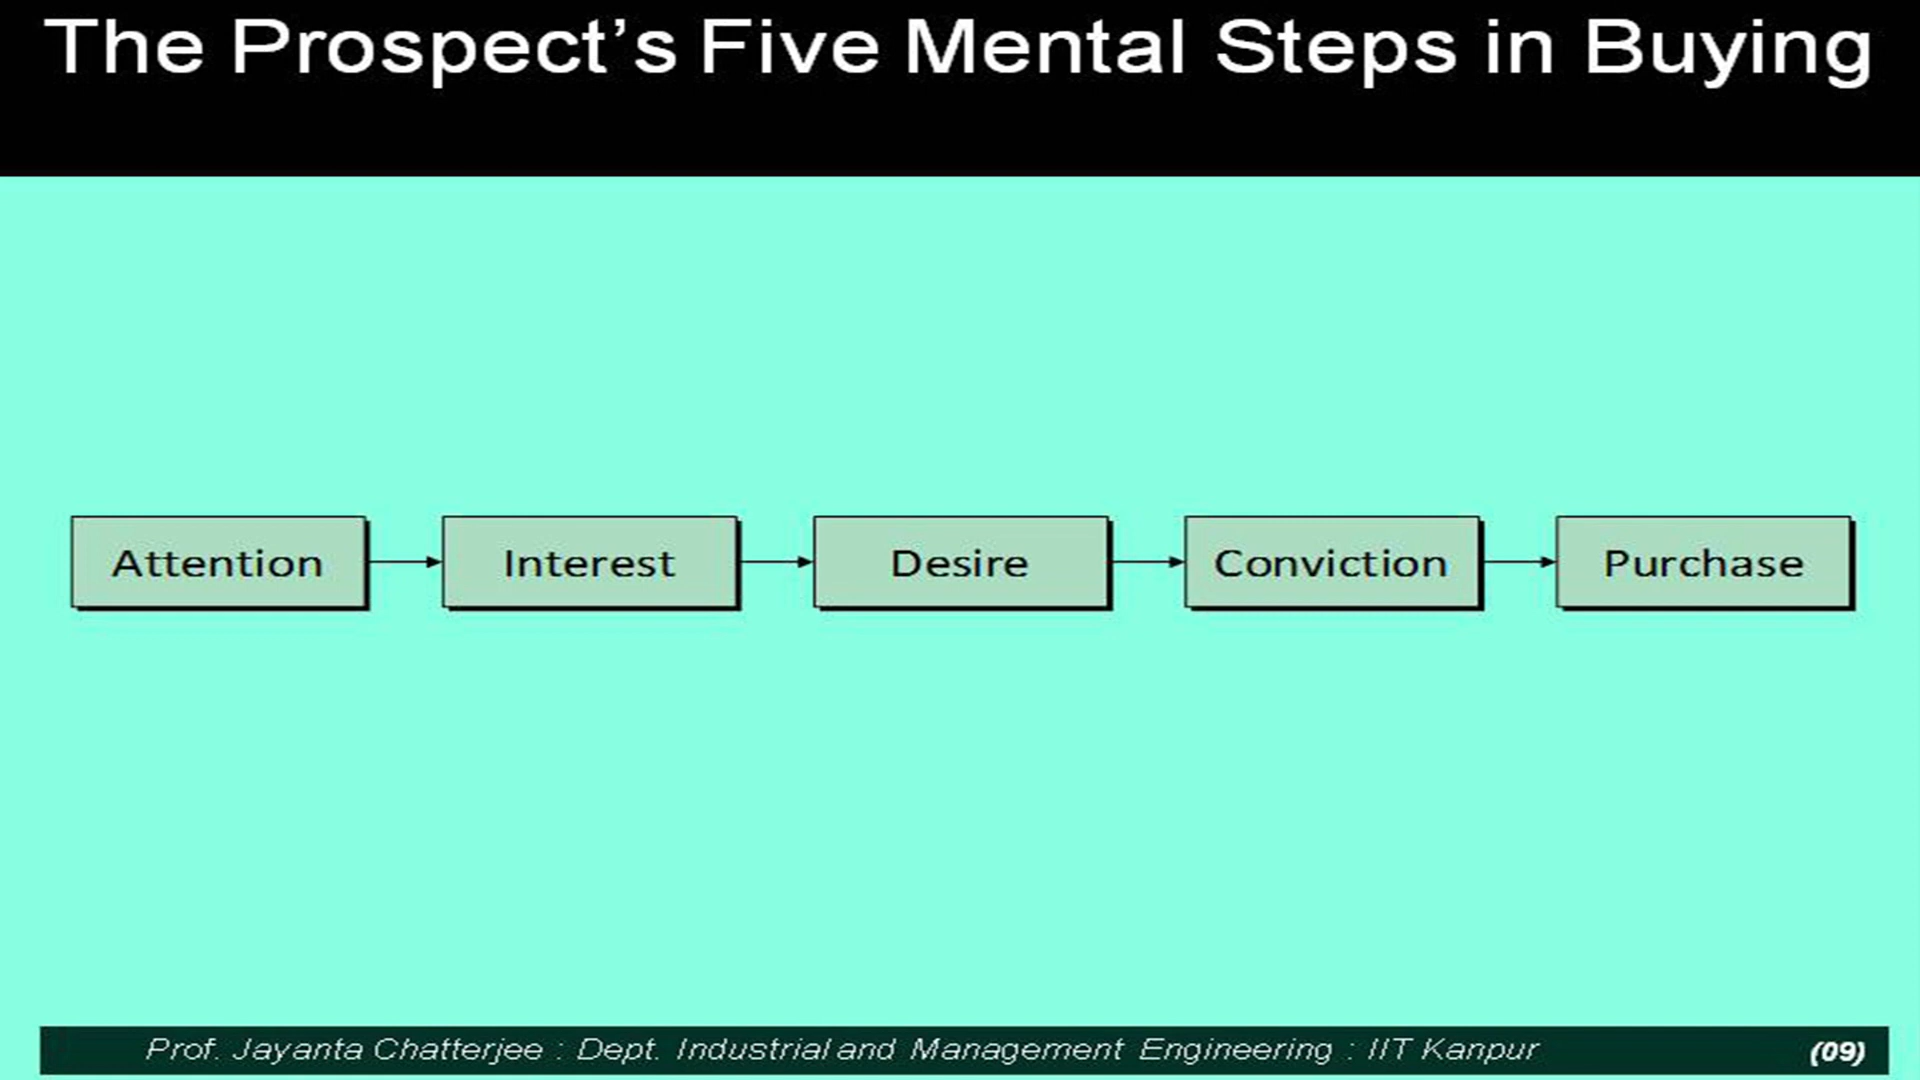 The Prospect’s Five Mental Steps in Buying
Attention
Interest
Desire
Conviction
Purchase
Prof. Jayanta Chatterjee : Dept. Industrial and Management Engineering : IIT Kanpur
(09)